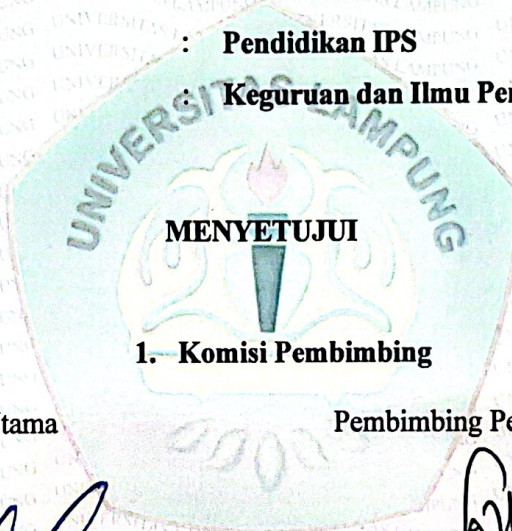 : Pendidikan IPS
: Keguruan dan Ilmu Pe
UNIVERSITAS LAMPUNG
MENYETUJUI
1. Komisi Pembimbing
tama Pembimbing Pe